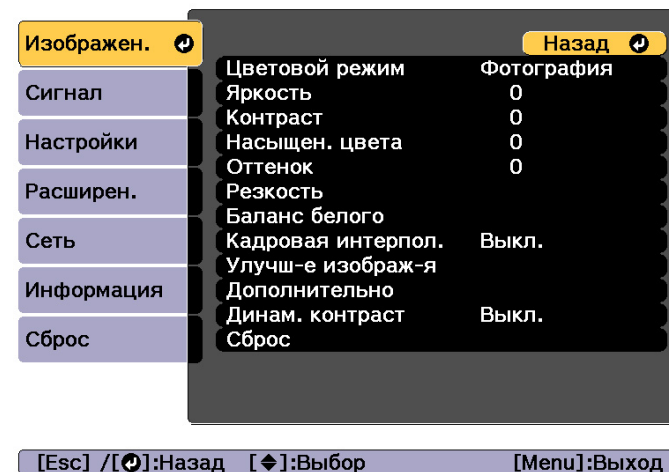 Изображен.
Сигнал
Настройки
Расширен.
Сеть
Информация
Сброс
Назад
Цветовой режим Фотография
Яркость 0
Контраст 0
Насыщен. цвета 0
Оттенок 0
Резкость
Баланс белого
Кадровая интерпол. Выкл.
Улучш-е изображ-я
Дополнительно
Динам. контраст Выкл.
Сброс
[Esc] /[⏎]:Назад [◆]:Выбор [Menu]:Выход